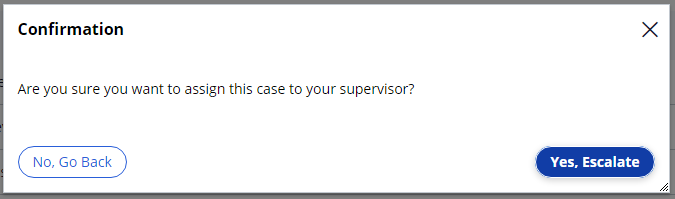 Confirmation
Are you sure you want to assign this case to your supervisor?
No, Go Back
Yes, Escalate